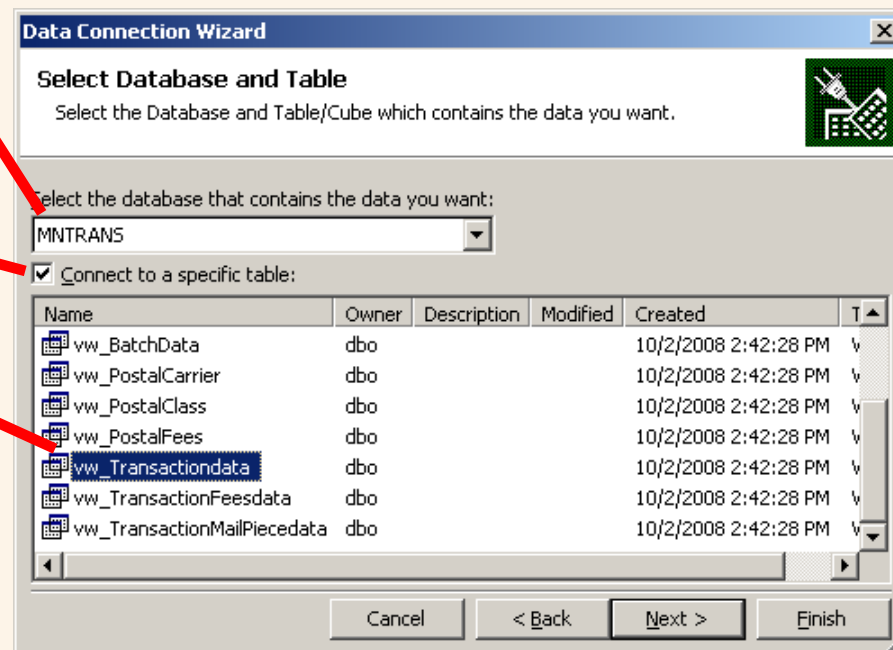 Data Connection Wizard
Select Database and Table
Select the Database and Table/Cube which contains the data you want.
Select the database that contains the data you want:
MNTRANS
Connect to a specific table:
Name Owner Description Modified Created T
vw_BatchData dbo 10/2/2008 2:42:28 PM
vw_PostalCarrier dbo 10/2/2008 2:42:28 PM
vw_PostalClass dbo 10/2/2008 2:42:28 PM
vw_PostalFees dbo 10/2/2008 2:42:28 PM
vw_Transactiondata dbo 10/2/2008 2:42:28 PM
vw_TransactionFeesdata dbo 10/2/2008 2:42:28 PM
vw_TransactionMailPiecedata dbo 10/2/2008 2:42:28 PM
Cancel < Back Next > Finish